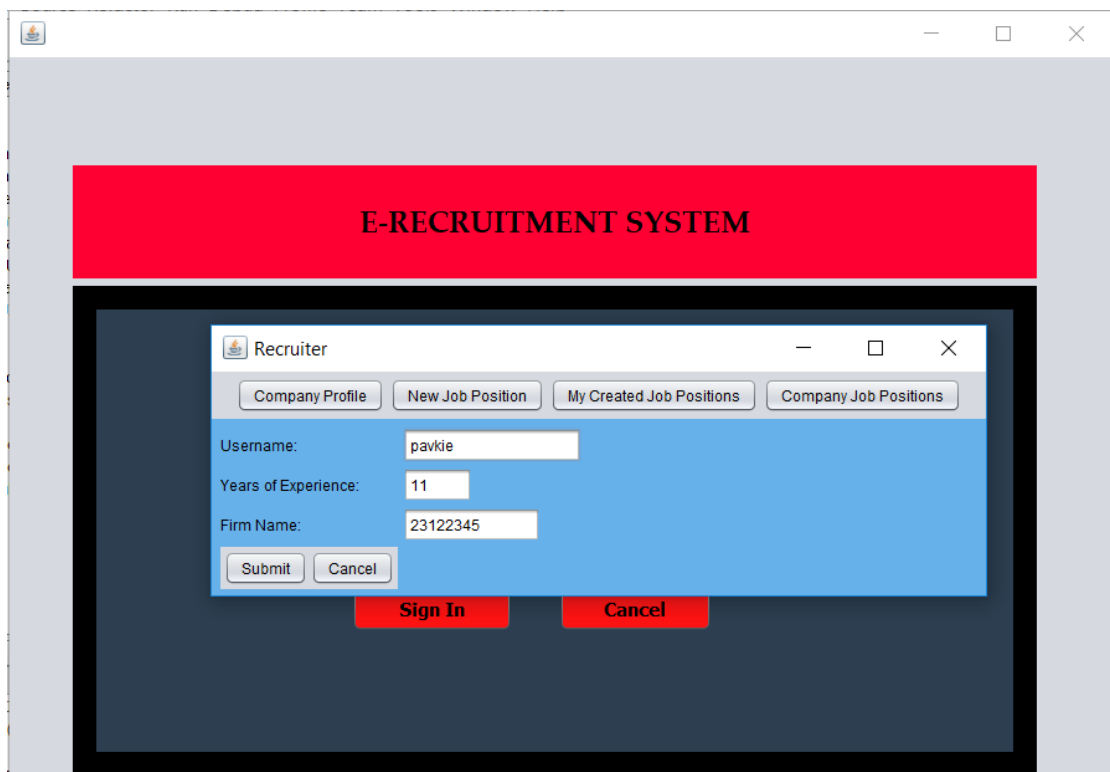 E-RECRUITMENT SYSTEM
Recruiter
Company Profile New Job Position My Created Job Positions Company Job Positions
Username: pavkie
Years of Experience: 11
Firm Name: 23122345
Submit Cancel
Sign In Cancel